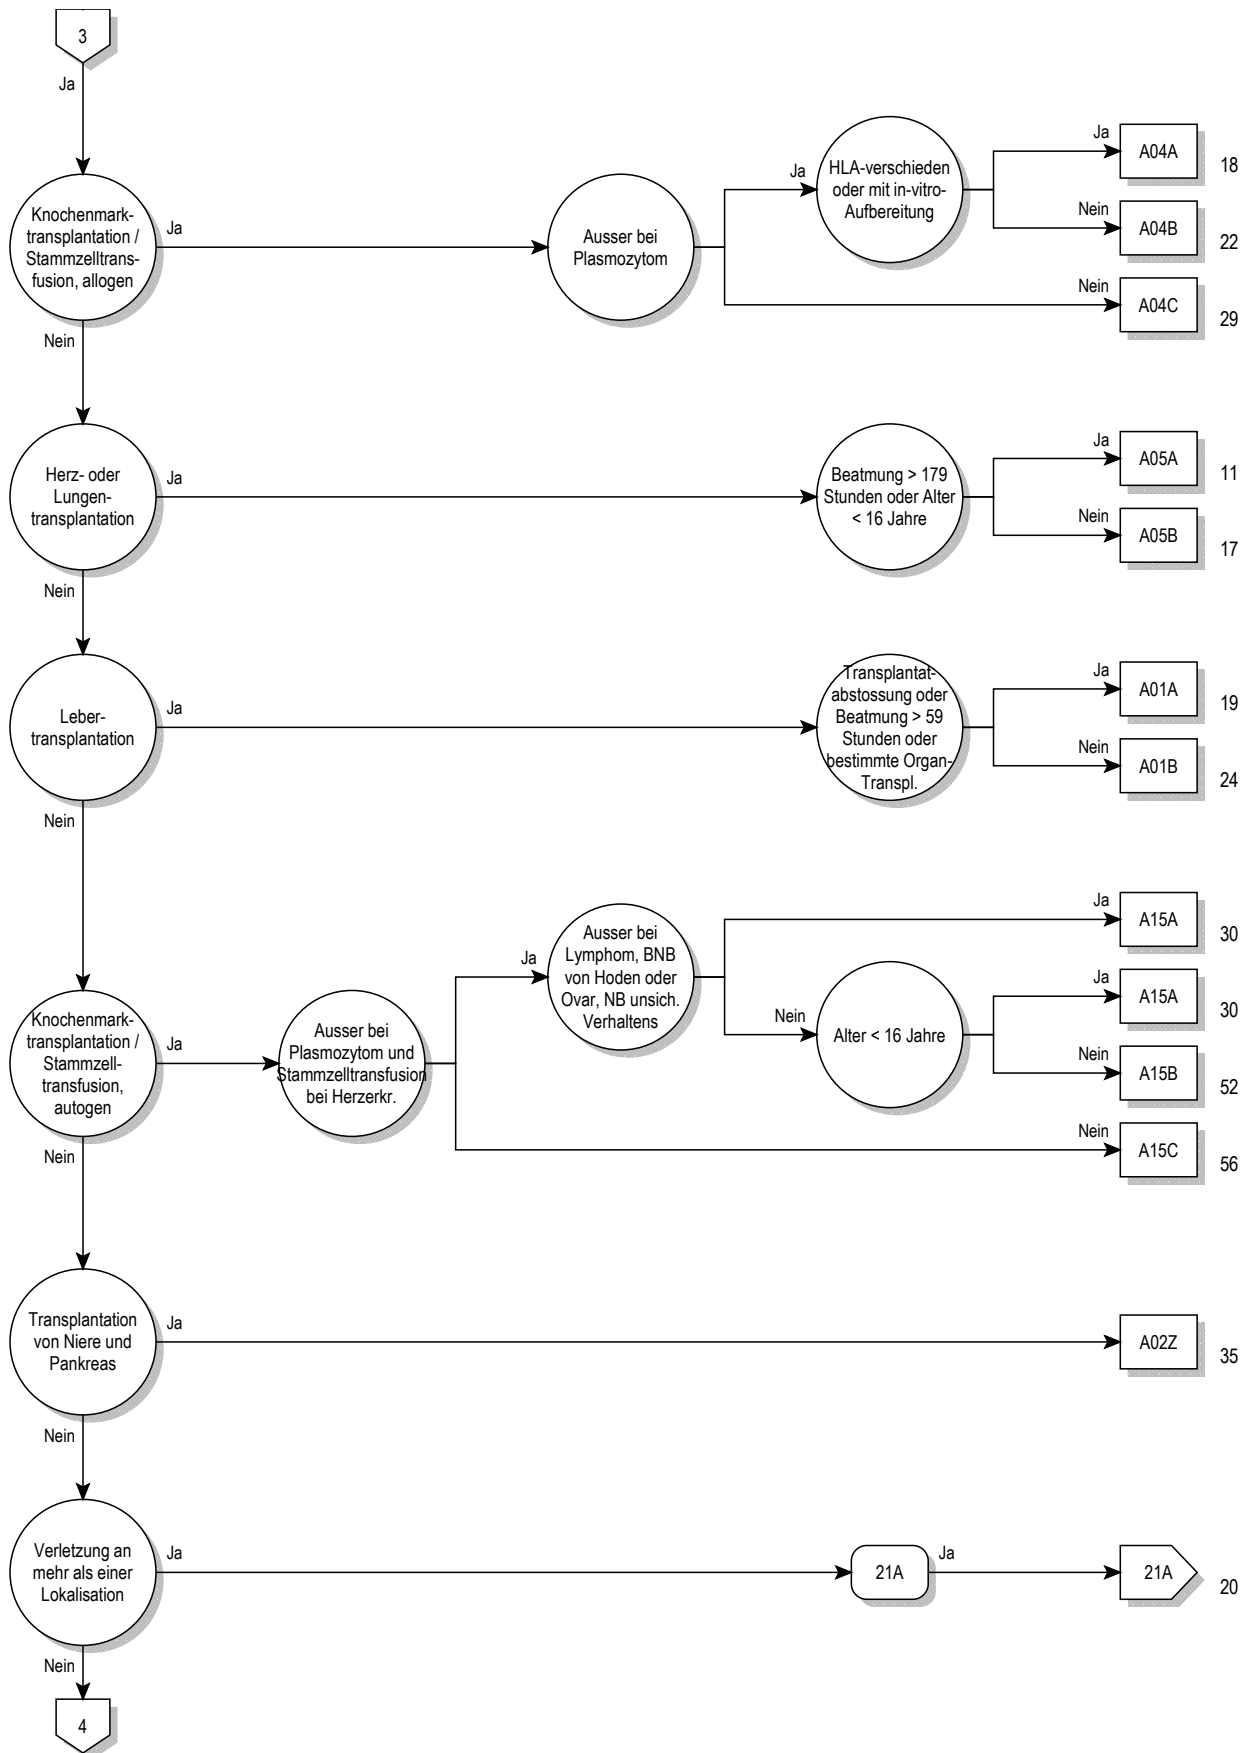 3
Ja
Knochenmark-
transplantation /
Stammzelltrans-
fusion, allogen
Ja
Ausser bei
Plasmozytom
Ja
HLA-verschieden
oder mit in-vitro-
Aufbereitung
Ja
A04A
18
Nein
A04B
22
Nein
A04C
29
Nein
Herz- oder
Lungen-
transplantation
Ja
Beatmung > 179
Stunden oder Alter
< 16 Jahre
Ja
A05A
11
Nein
A05B
17
Nein
Leber-
transplantation
Ja
Transplantat-
abstossung oder
Beatmung > 59
Stunden oder
bestimmte Organ-
Transpl.
Ja
A01A
19
Nein
A01B
24
Nein
Knochenmark-
transplantation /
Stammzell-
transfusion,
autogen
Ja
Ausser bei
Plasmozytom und
Stammzelltransfusion
bei Herzerkr.
Ja
Ausser bei
Lymphom, BNB
von Hoden oder
Ovar, NB unsich.
Verhaltens
Ja
A15A
30
Nein
Alter < 16 Jahre
Ja
A15A
30
Nein
A15B
52
Nein
A15C
56
Nein
Transplantation
von Niere und
Pankreas
Ja
A02Z
35
Nein
Verletzung an
mehr als einer
Lokalisation
Ja
21A
Ja
21A
20
Nein
4